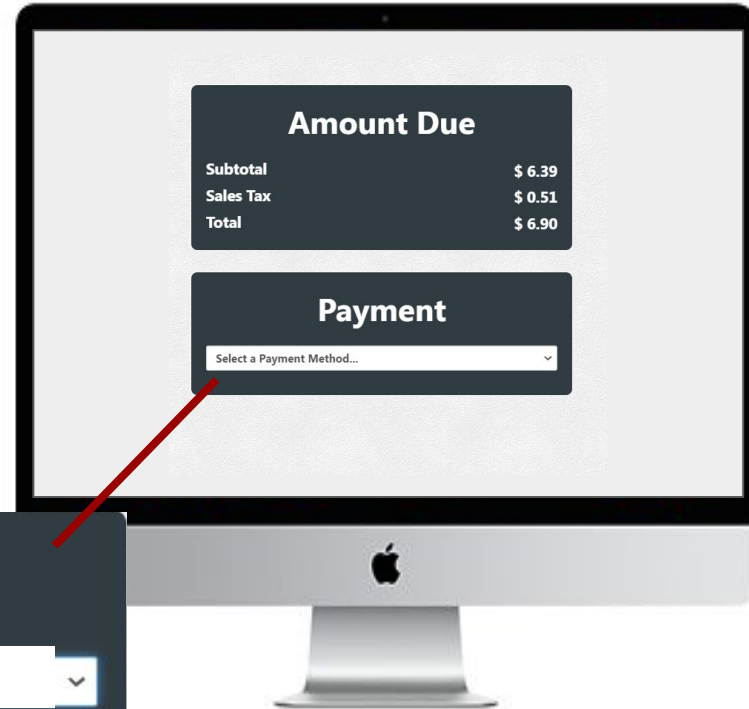 Amount Due
Subtotal $ 6.39
Sales Tax $ 0.51
Total $ 6.90
Payment
Select a Payment Method...